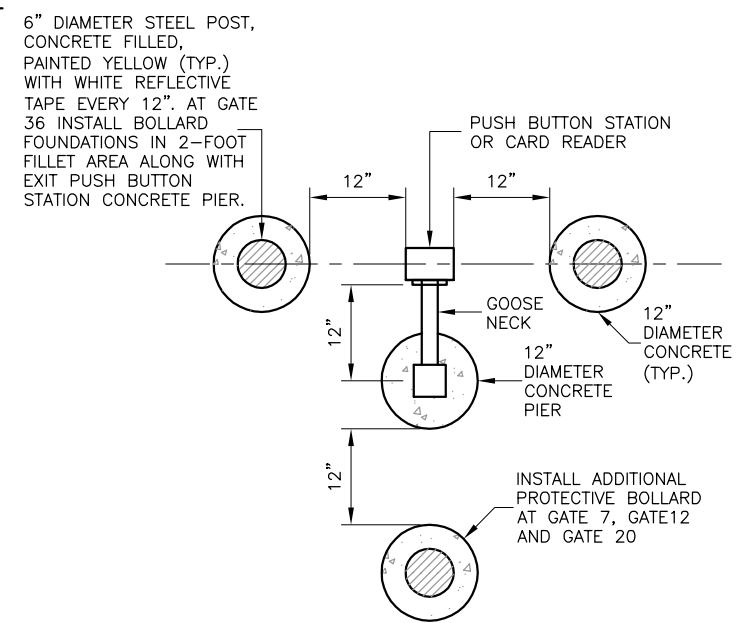 6” DIAMETER STEEL POST,
CONCRETE FILLED,
PAINTED YELLOW (TYP.)
WITH WHITE REFLECTIVE
TAPE EVERY 12”. AT GATE
36 INSTALL BOLLARD
FOUNDATIONS IN 2–FOOT
FILLET AREA ALONG WITH
EXIT PUSH BUTTON
STATION CONCRETE PIER.
PUSH BUTTON STATION
OR CARD READER
12”
12”
12”
GOOSE
NECK
12”
DIAMETER
CONCRETE
(TYP.)
12”
DIAMETER
CONCRETE
PIER
12”
INSTALL ADDITIONAL
PROTECTIVE BOLLARD
AT GATE 7, GATE12
AND GATE 20